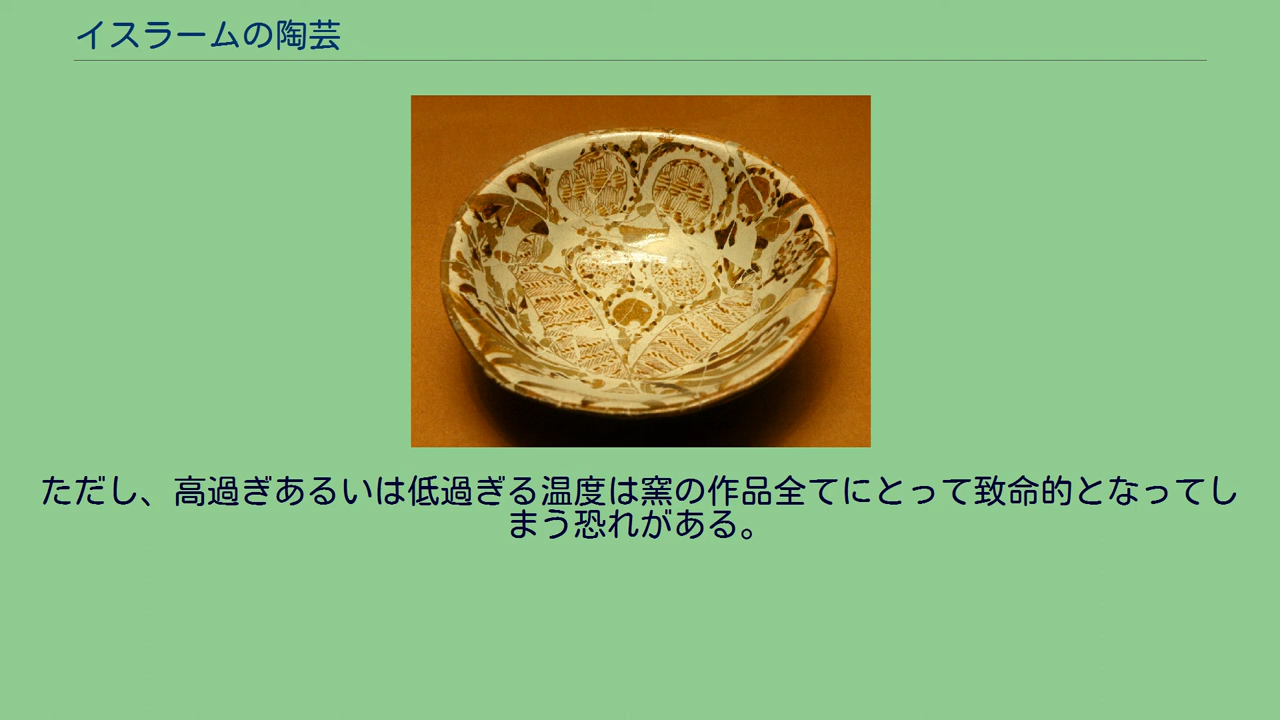 イスラームの陶芸
ただし、高過ぎあるいは低過ぎる温度は窯の作品全てにとって致命的となってし
まう恐れがある。